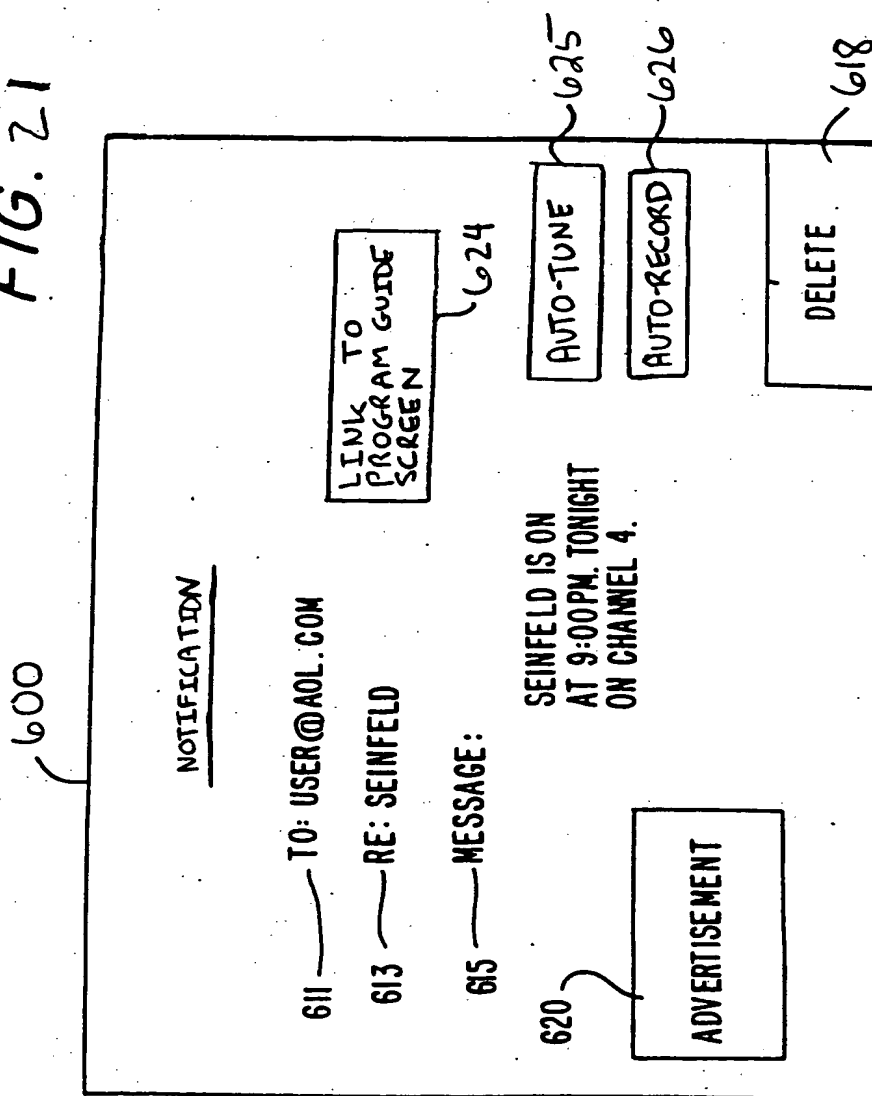 FIG. 21
600
NOTIFICATION
611 TO: USER@AOL.COM
LINK TO
PROGRAM GUIDE
SCREEN
624
613 RE: SEINFELD
615 MESSAGE:
SEINFELD IS ON
AT 9:00PM. TONIGHT
ON CHANNEL 4.
AUTO-TUNE
625
AUTO-RECORD
626
620
ADVERTISEMENT
DELETE
618